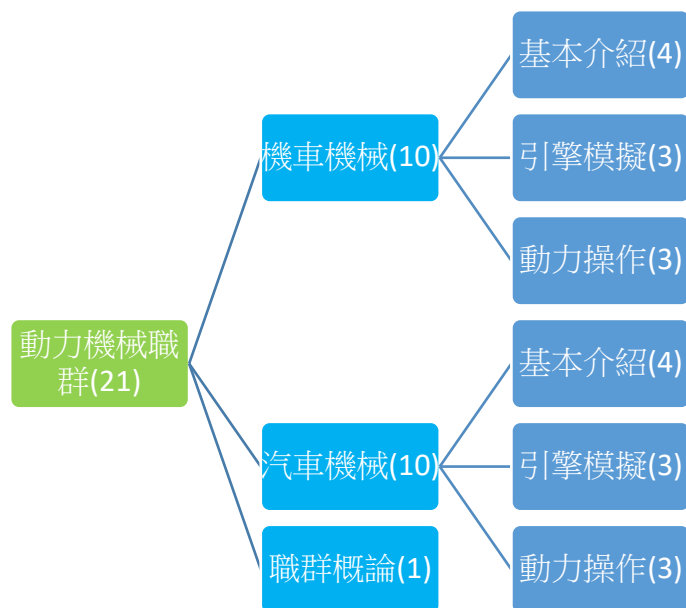 動力機械職
群(21)
機車機械(10)
基本介紹(4)
引擎模擬(3)
動力操作(3)
汽車機械(10)
基本介紹(4)
引擎模擬(3)
動力操作(3)
職群概論(1)